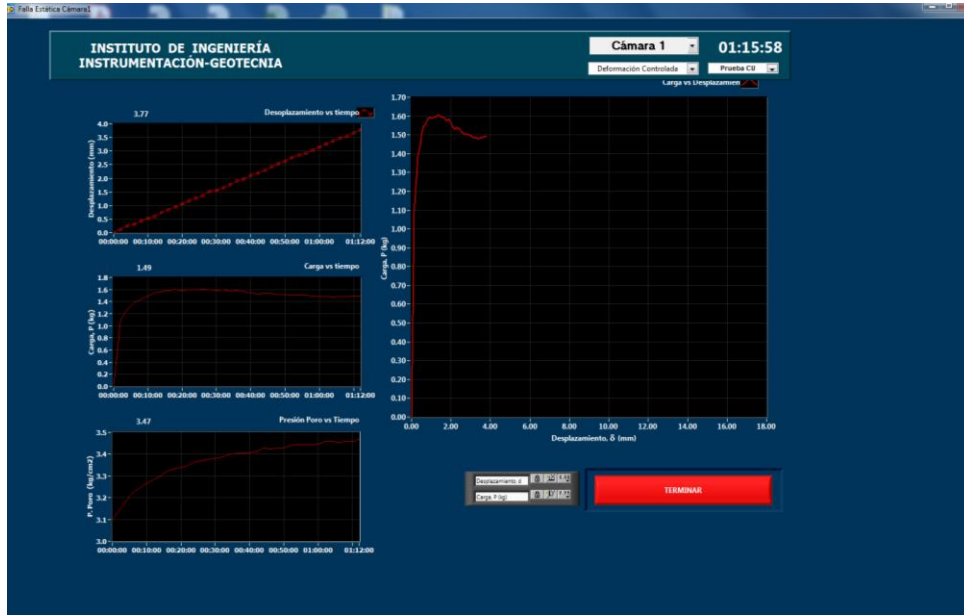 Falla Estática Cámara1
INSTITUTO DE INGENIERÍA
INSTRUMENTACIÓN-GEOTECNIA
Cámara 1
01:15:58
Deformación Controlada
Prueba CU
3.77
Desoplazamiento vs tiempo
Desplazamiento (mm)
4.0
3.5
3.0
2.5
2.0
1.5
1.0
0.5
0.0
00:00:00 00:10:00 00:20:00 00:30:00 00:40:00 00:50:00 01:00:00 01:12:00
1.49
Carga vs tiempo
Carga, P (kg)
1.8
1.6
1.4
1.2
1.0
0.8
0.6
0.4
0.2
0.0
00:00:00 00:10:00 00:20:00 00:30:00 00:40:00 00:50:00 01:00:00 01:12:00
3.47
Presión Poro vs Tiempo
P. Poro (kg/cm2)
3.5
3.4
3.3
3.2
3.1
3.0
00:00:00 00:10:00 00:20:00 00:30:00 00:40:00 00:50:00 01:00:00 01:12:00
Carga vs Desplazamien
Carga, P (kg)
1.70
1.60
1.50
1.40
1.30
1.20
1.10
1.00
0.90
0.80
0.70
0.60
0.50
0.40
0.30
0.20
0.10
0.00
0.00 2.00 4.00 6.00 8.00 10.00 12.00 14.00 16.00 18.00
Desplazamiento, δ (mm)
Desplazamiento d
Carga, P (kg)
TERMINAR